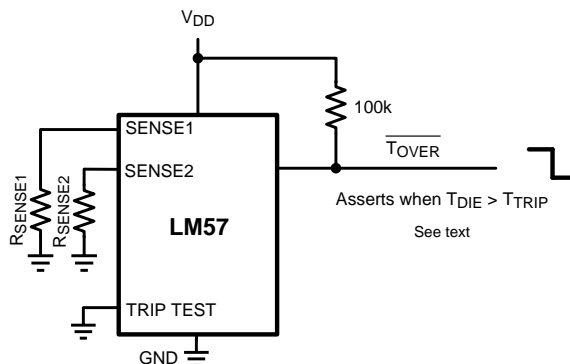 VDD
100k
SENSE1
TOVER
SENSE2
RSENSE1
RSENSE2
Asserts when TDIE > TTRIP
LM57
See text
TRIP TEST
GND